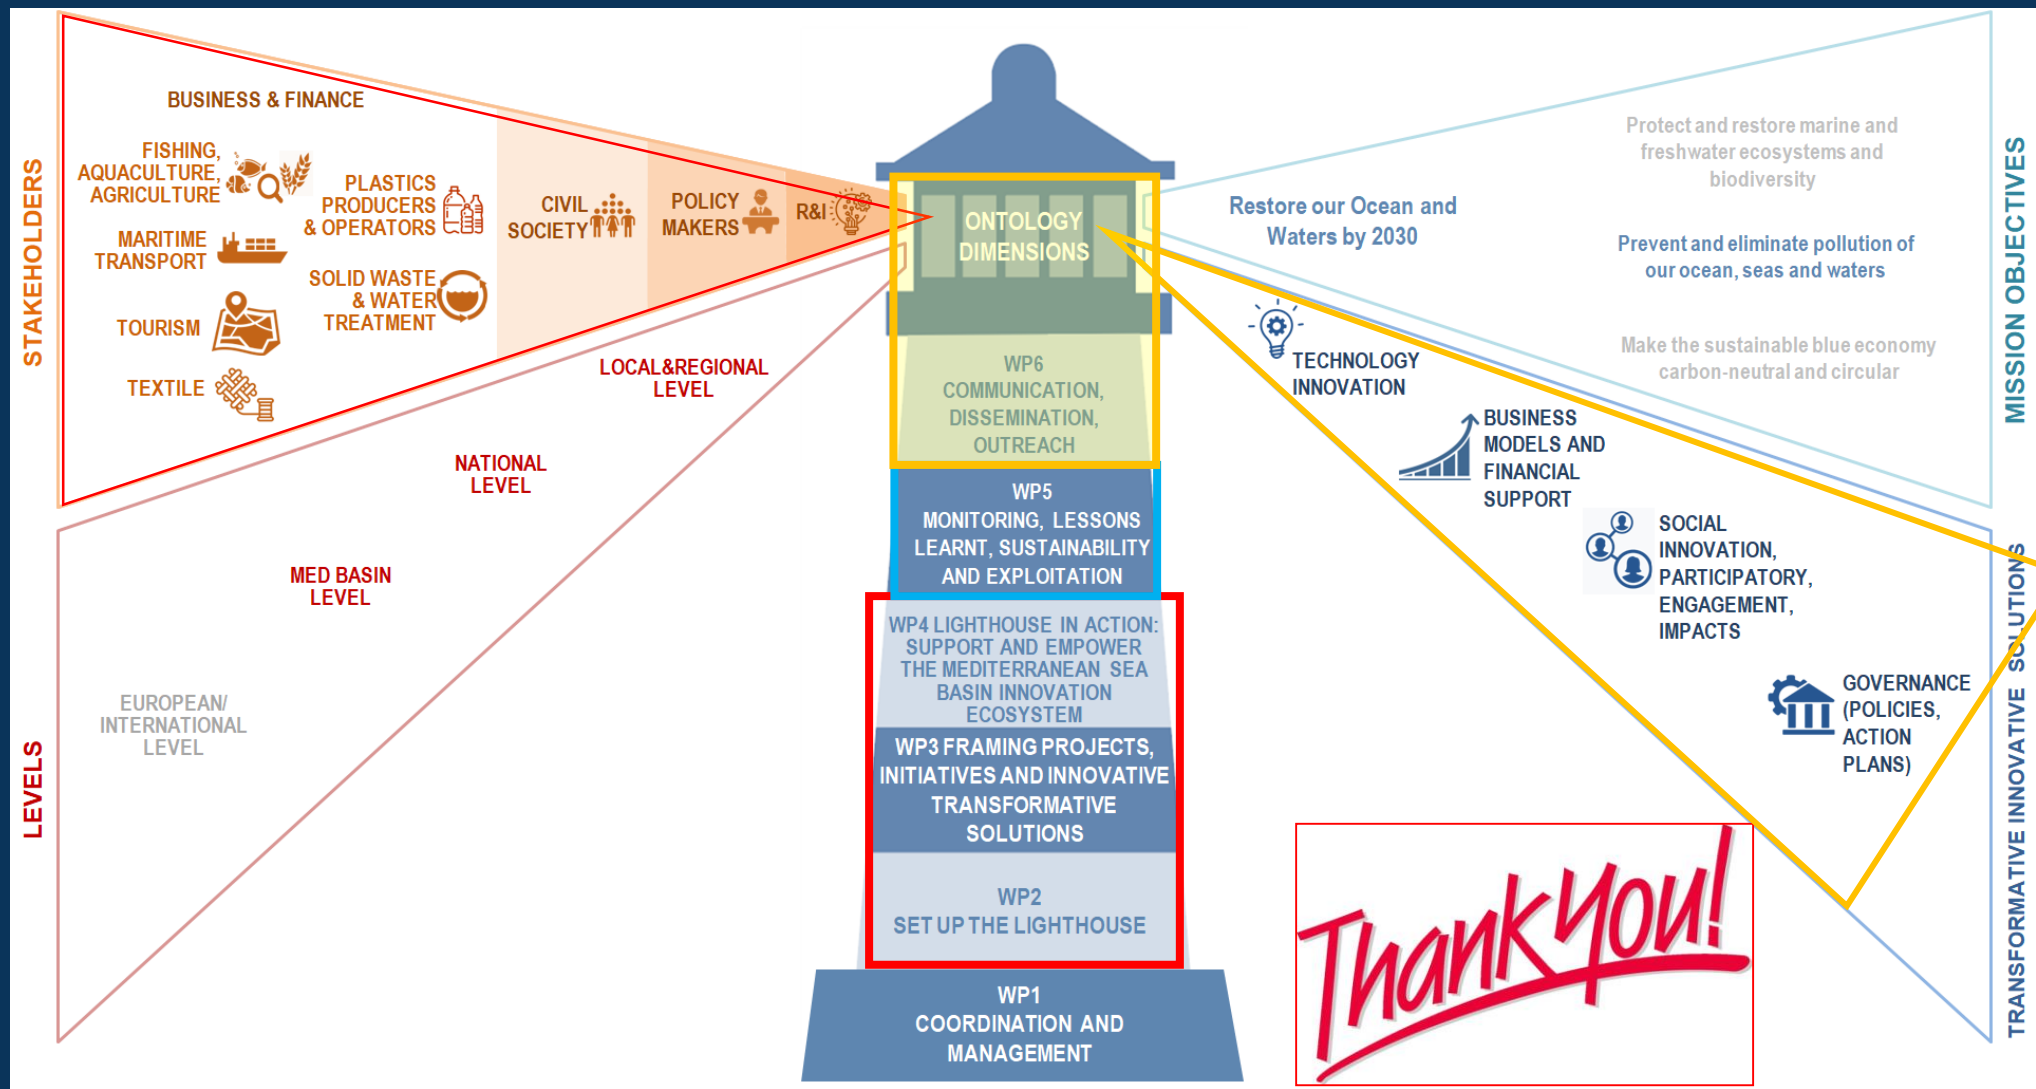 STAKEHOLDERS
BUSINESS & FINANCE
FISHING,
AQUACULTURE,
AGRICULTURE
MARITIME
TRANSPORT
TOURISM
TEXTILE
PLASTICS
PRODUCERS
& OPERATORS
SOLID WASTE
& WATER
TREATMENT
CIVIL
SOCIETY
POLICY
MAKERS
R&I
LEVELS
LOCAL&REGIONAL
LEVEL
NATIONAL
LEVEL
MED BASIN
LEVEL
EUROPEAN/
INTERNATIONAL
LEVEL
ONTOLOGY
DIMENSIONS
WP6
COMMUNICATION,
DISSEMINATION,
OUTREACH
WP5
MONITORING, LESSONS
LEARNT, SUSTAINABILITY
AND EXPLOITATION
WP4 LIGHTHOUSE IN ACTION:
SUPPORT AND EMPOWER
THE MEDITERRANEAN SEA
BASIN INNOVATION
ECOSYSTEM
WP3 FRAMING PROJECTS,
INITIATIVES AND INNOVATIVE
TRANSFORMATIVE
SOLUTIONS
WP2
SET UP THE LIGHTHOUSE
WP1
COORDINATION AND
MANAGEMENT
Restore our Ocean and
Waters by 2030
Protect and restore marine and
freshwater ecosystems and
biodiversity
Prevent and eliminate pollution of
our ocean, seas and waters
Make the sustainable blue economy
carbon-neutral and circular
MISSION OBJECTIVES
TECHNOLOGY
INNOVATION
BUSINESS
MODELS AND
FINANCIAL
SUPPORT
SOCIAL
INNOVATION,
PARTICIPATORY,
ENGAGEMENT,
IMPACTS
GOVERNANCE
(POLICIES,
ACTION
PLANS)
TRANSFORMATIVE INNOVATIVE SOLUTIONS
Thank You!